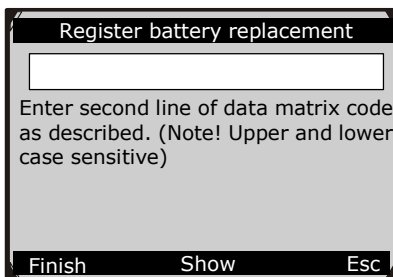 Register battery replacement
Enter second line of data matrix code
as described. (Note! Upper and lower
case sensitive)
Finish Show Esc